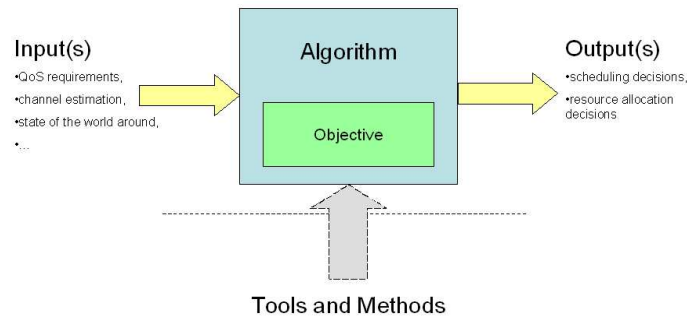 Input(s)
•QoS requirements,
•channel estimation,
•state of the world around,
•...
Algorithm
Objective
Output(s)
•scheduling decisions,
•resource allocation
decisions
Tools and Methods